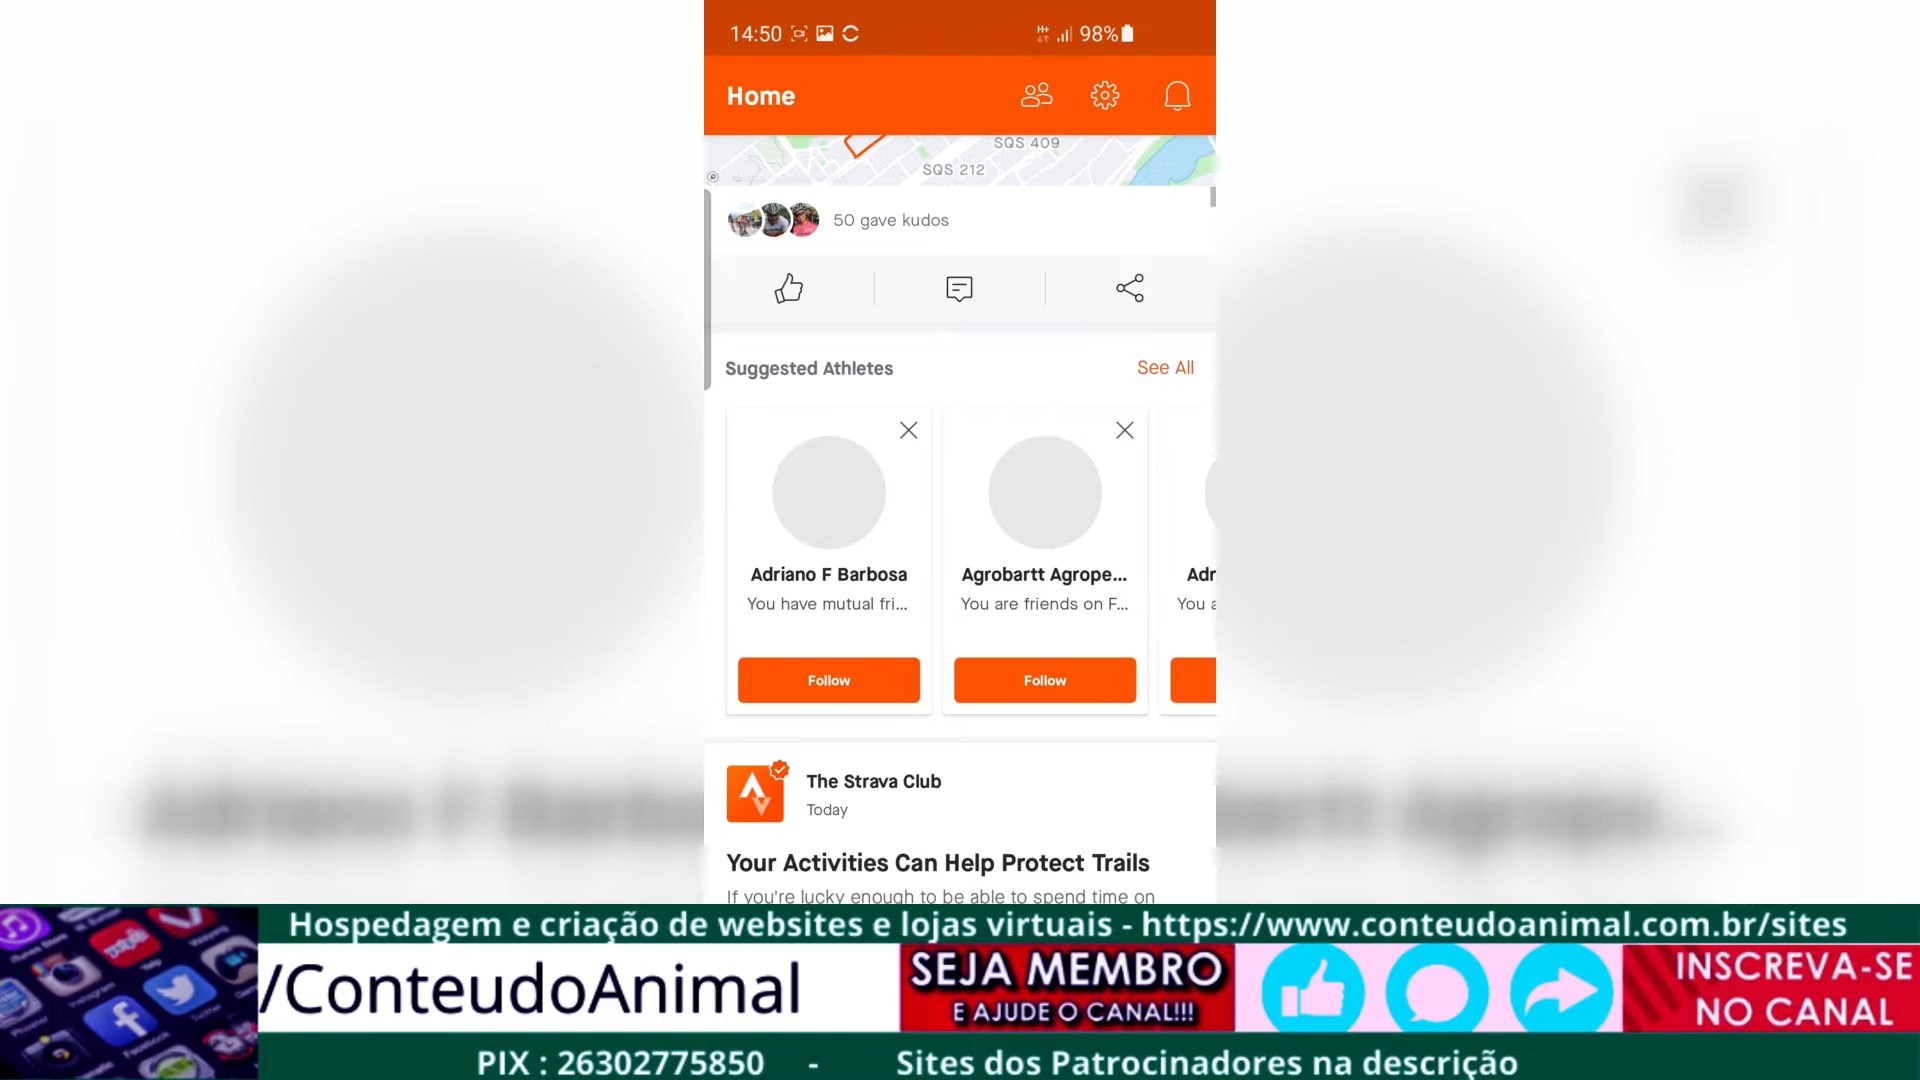 14:50
98%
Home
SQS 409
SQS 212
50 gave kudos
Suggested Athletes
See All
Adriano F Barbosa
Agrobartt Agrope...
Adr
You have mutual fri...
You are friends on F...
You a
Follow
Follow
The Strava Club
Today
Your Activities Can Help Protect Trails
If you're lucky enough to be able to spend time on
Hospedagem e criação de websites e lojas virtuais - https://www.conteudoanimal.com.br/sites
/ConteudoAnimal
SEJA MEMBRO
E AJUDE O CANAL!!!
INSCREVA-SE
NO CANAL
PIX : 26302775850 - Sites dos Patrocinadores na descrição